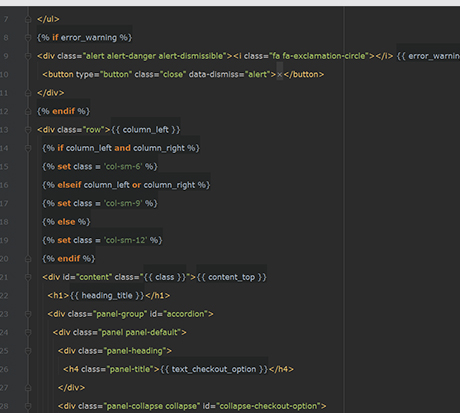 7 </ul>
8 {% if error_warning %}
9 <div class="alert alert-danger alert-dismissible"><i class="fa fa-exclamation-circle"></i> {{ error_warnin
10 <button type="button" class="close" data-dismiss="alert">×</button>
11 </div>
12 {% endif %}
13 <div class="row">{{ column_left }}
14 {% if column_left and column_right %}
15 {% set class = 'col-sm-6' %}
16 {% elseif column_left or column_right %}
17 {% set class = 'col-sm-9' %}
18 {% else %}
19 {% set class = 'col-sm-12' %}
20 {% endif %}
21 <div id="content" class="{{ class }}">{{ content_top }}
22 <h1>{{ heading_title }}</h1>
23 <div class="panel-group" id="accordion">
24 <div class="panel panel-default">
25 <div class="panel-heading">
26 <h4 class="panel-title">{{ text_checkout_option }}</h4>
27 </div>
28 <div class="panel-collapse collapse" id="collapse-checkout-option">